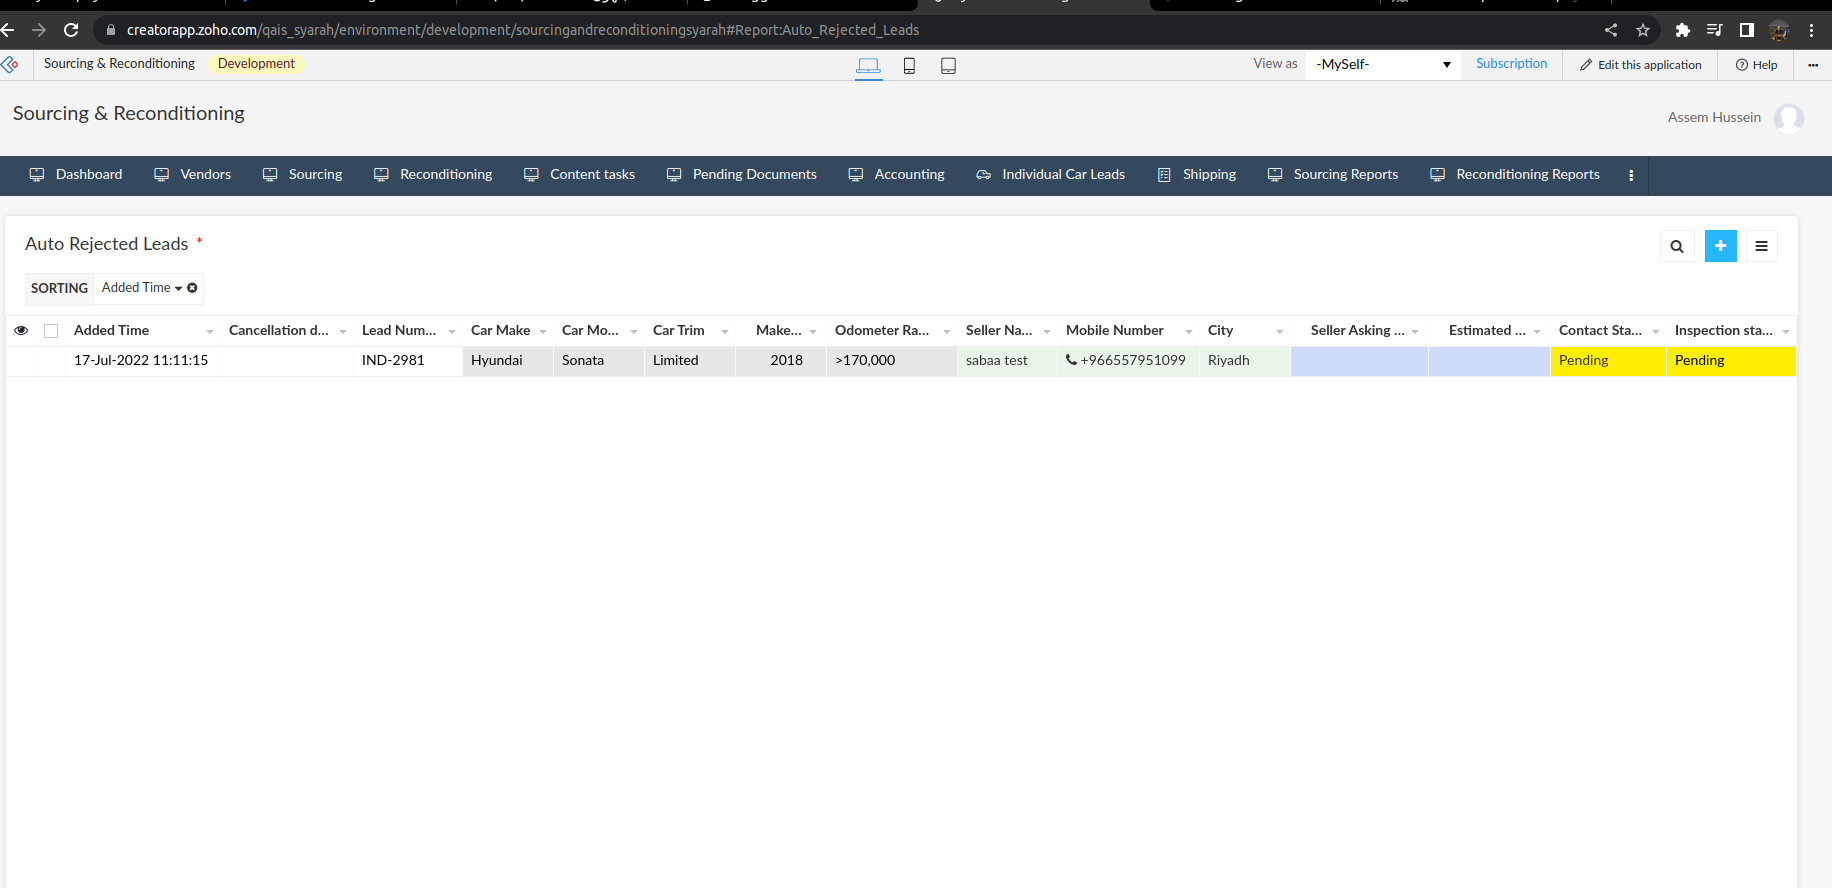 creatorapp.zoho.com/qais_syarah/environment/development/sourcingandreconditioningsyarah#Report:Auto_Rejected_Leads
Sourcing & Reconditioning Development View as -MySelf- Subscription Edit this application Help
Sourcing & Reconditioning
Assem Hussein
Dashboard Vendors Sourcing Reconditioning Content tasks Pending Documents Accounting Individual Car Leads Shipping Sourcing Reports Reconditioning Reports
Auto Rejected Leads *
SORTING Added Time
Added Time Cancellation d... Lead Num... Car Make Car Mo... Car Trim Make... Odometer Ra... Seller Na... Mobile Number City Seller Asking ... Estimated ... Contact Sta... Inspection sta...
17-Jul-2022 11:11:15 IND-2981 Hyundai Sonata Limited 2018 >170,000 sabaa test +966557951099 Riyadh Pending Pending